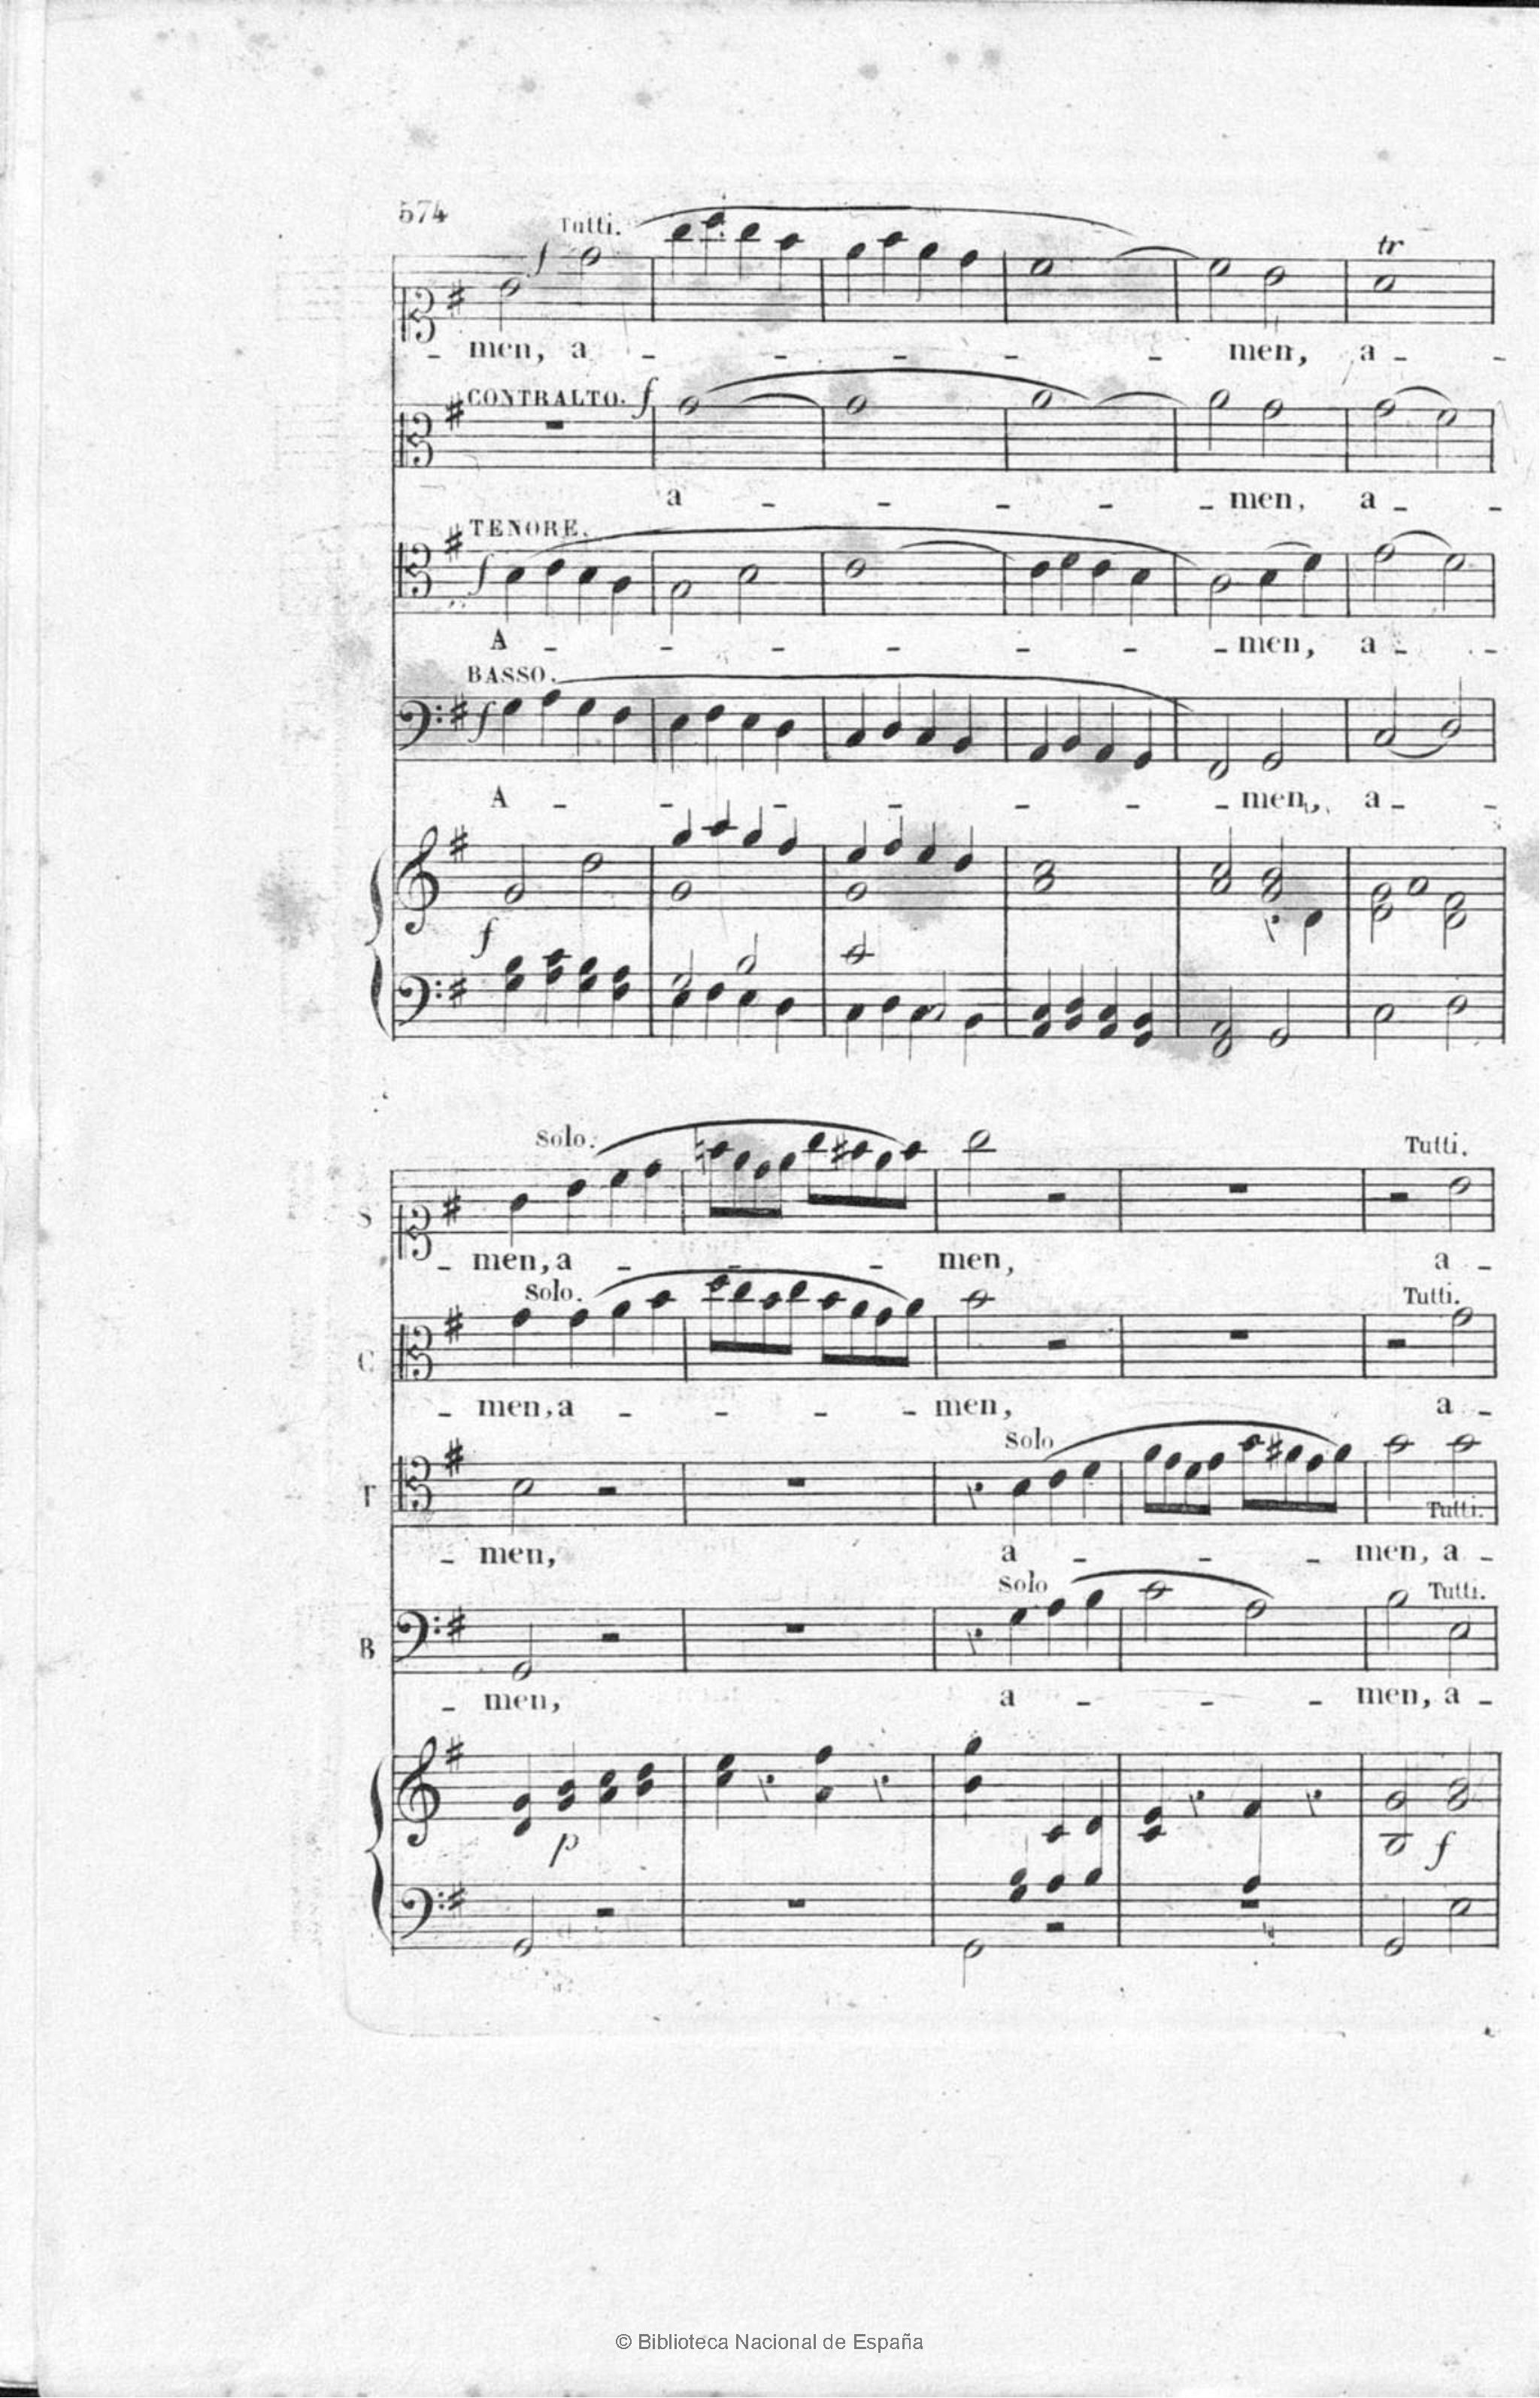 574
Tutti.
f
tr
- men, a - - - - - men, a - -
CONTRALTO. f
a - - - - - men, a - -
TENORE.
f
A - - - - - - - men, a - -
BASSO.
f
A - - - - - - - men, a - -
f
Solo. Tutti.
S
- men, a - - - men, a -
Solo. Tutti.
C
- men, a - - - - men, a -
Solo
T
Tutti.
- men, a - - - men, a -
Solo Tutti.
B
- men, a - - - men, a -
p f
© Biblioteca Nacional de España